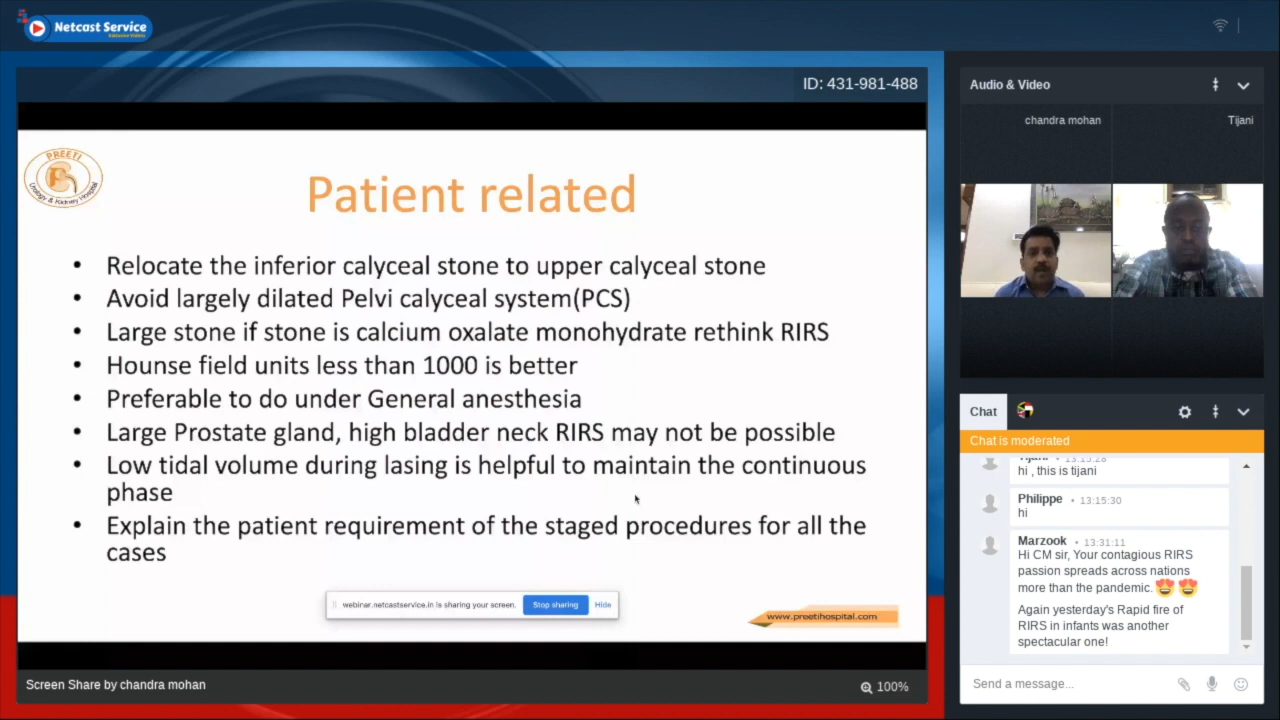 Netcast Service
ID: 431-981-488
PREETI
Urology & Kidney Hospital
Patient related
• Relocate the inferior calyceal stone to upper calyceal stone
• Avoid largely dilated Pelvi calyceal system(PCS)
• Large stone if stone is calcium oxalate monohydrate rethink RIRS
• Hounse field units less than 1000 is better
• Preferable to do under General anesthesia
• Large Prostate gland, high bladder neck RIRS may not be possible
• Low tidal volume during lasing is helpful to maintain the continuous
phase
• Explain the patient requirement of the staged procedures for all the
cases
webinar.netcastservice.in is sharing your screen.
Stop sharing
Hide
www.preetihospital.com
Screen Share by chandra mohan
100%
Audio & Video
chandra mohan
Tijani
Chat
Chat is moderated
Tijani • 13:15:28
hi , this is tijani
Philippe • 13:15:30
hi
Marzook • 13:31:11
Hi CM sir, Your contagious RIRS
passion spreads across nations
more than the pandemic. 😍 😍
Again yesterday's Rapid fire of
RIRS in infants was another
spectacular one!
Send a message...